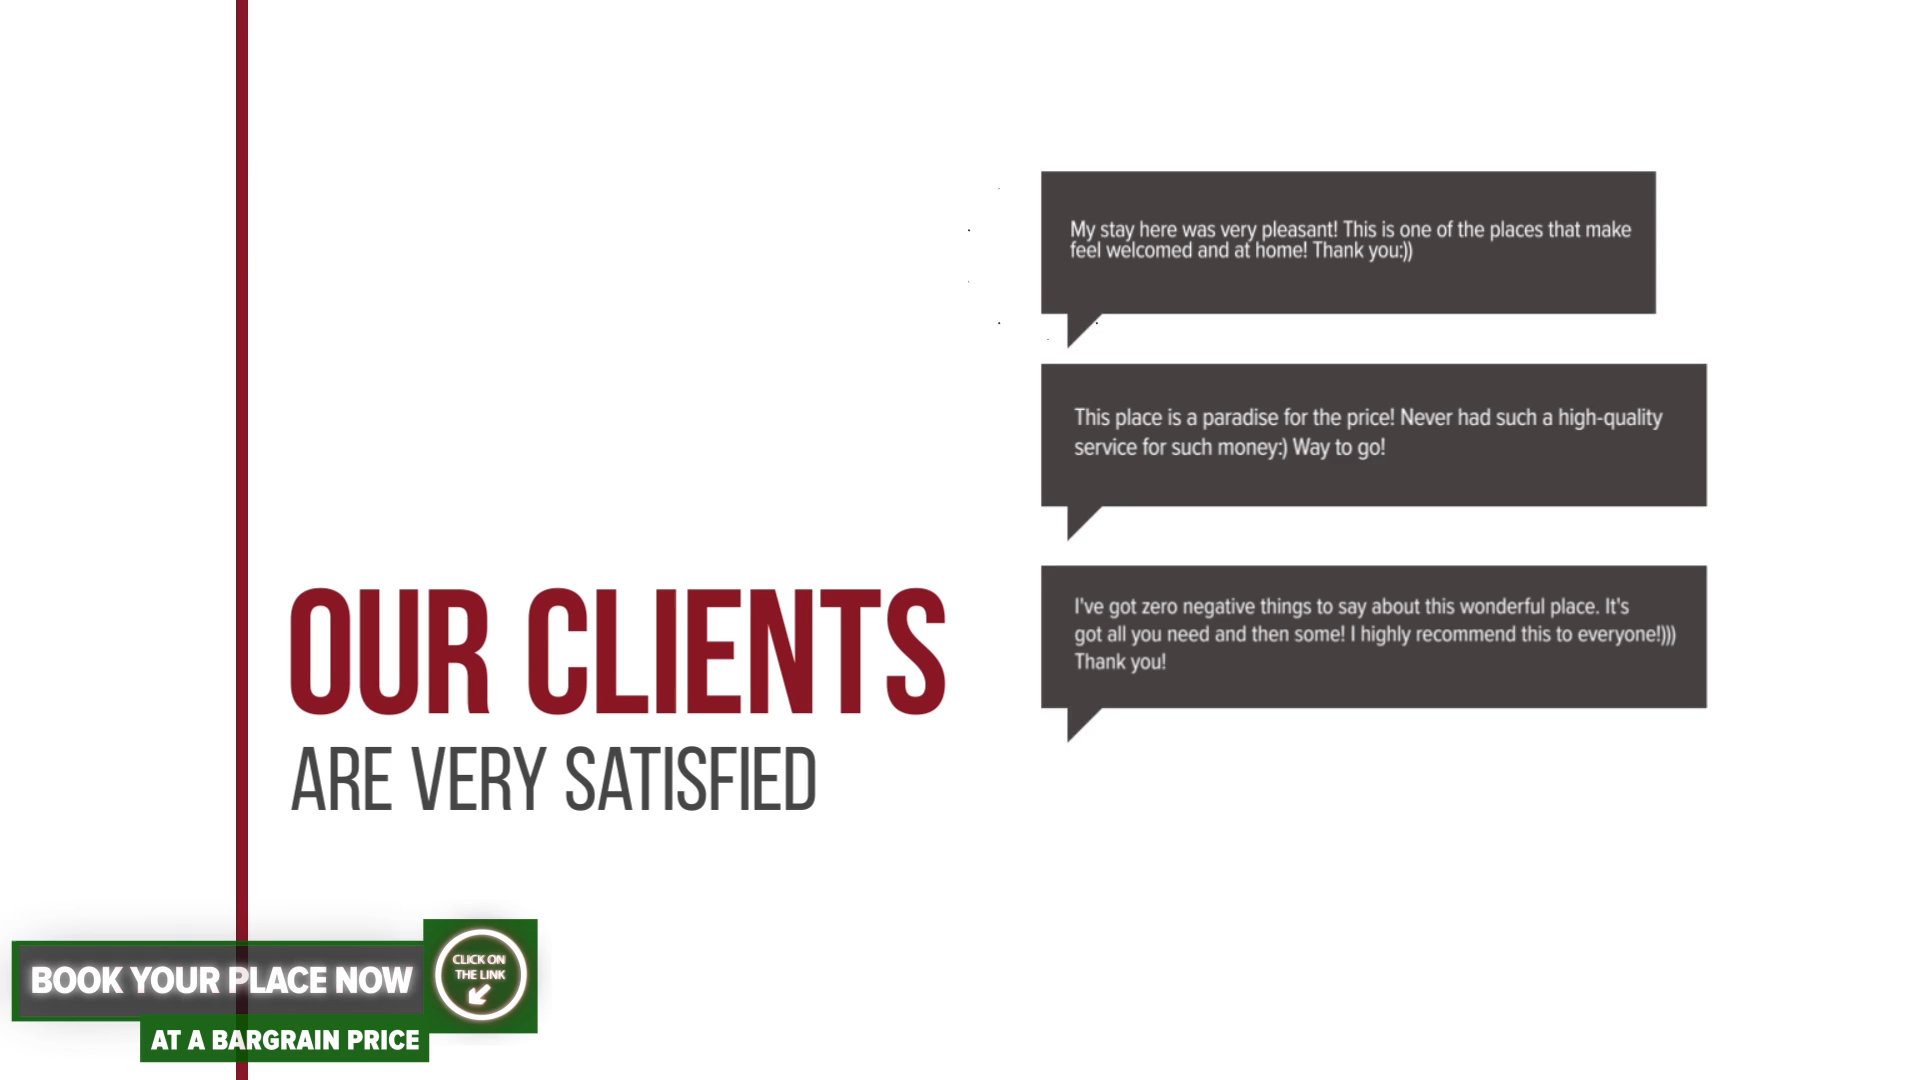 My stay here was very pleasant! This is one of the places that make
feel welcomed and at home! Thank you:))
This place is a paradise for the price! Never had such a high-quality
service for such money:) Way to go!
I've got zero negative things to say about this wonderful place. It's
got all you need and then some! I highly recommend this to everyone!)))
Thank you!
OUR CLIENTS
ARE VERY SATISFIED
BOOK YOUR PLACE NOW
CLICK ON
THE LINK
AT A BARGRAIN PRICE